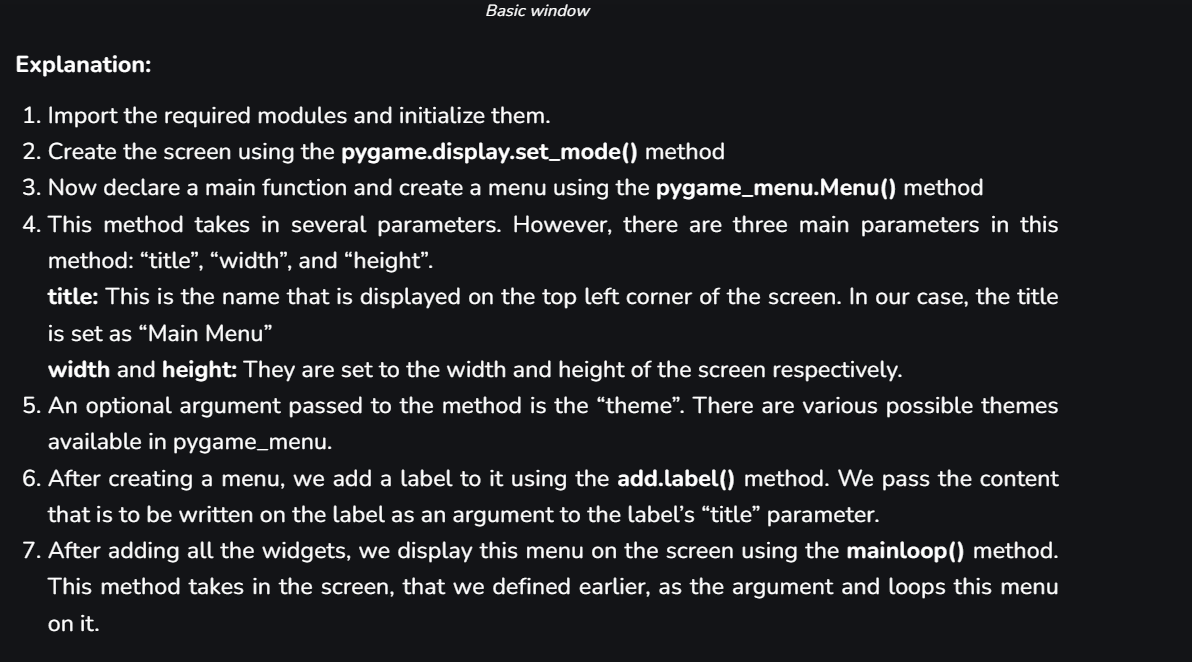 Basic window
Explanation:
1. Import the required modules and initialize them.
2. Create the screen using the pygame.display.set_mode() method
3. Now declare a main function and create a menu using the pygame_menu.Menu() method
4. This method takes in several parameters. However, there are three main parameters in this
method: “title”, “width”, and “height”.
title: This is the name that is displayed on the top left corner of the screen. In our case, the title
is set as “Main Menu”
width and height: They are set to the width and height of the screen respectively.
5. An optional argument passed to the method is the “theme”. There are various possible themes
available in pygame_menu.
6. After creating a menu, we add a label to it using the add.label() method. We pass the content
that is to be written on the label as an argument to the label’s “title” parameter.
7. After adding all the widgets, we display this menu on the screen using the mainloop() method.
This method takes in the screen, that we defined earlier, as the argument and loops this menu
on it.